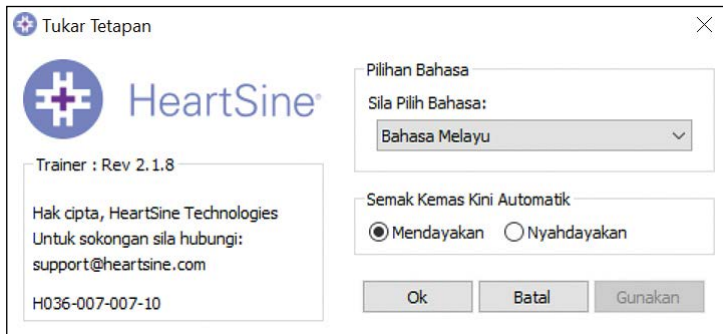 Tukar Tetapan
HeartSine®
Trainer : Rev 2.1.8
Hak cipta, HeartSine Technologies
Untuk sokongan sila hubungi:
support@heartsine.com
H036-007-007-10
Pilihan Bahasa
Sila Pilih Bahasa:
Bahasa Melayu
Semak Kemas Kini Automatik
Mendayakan Nyahdayakan
Ok Batal Gunakan